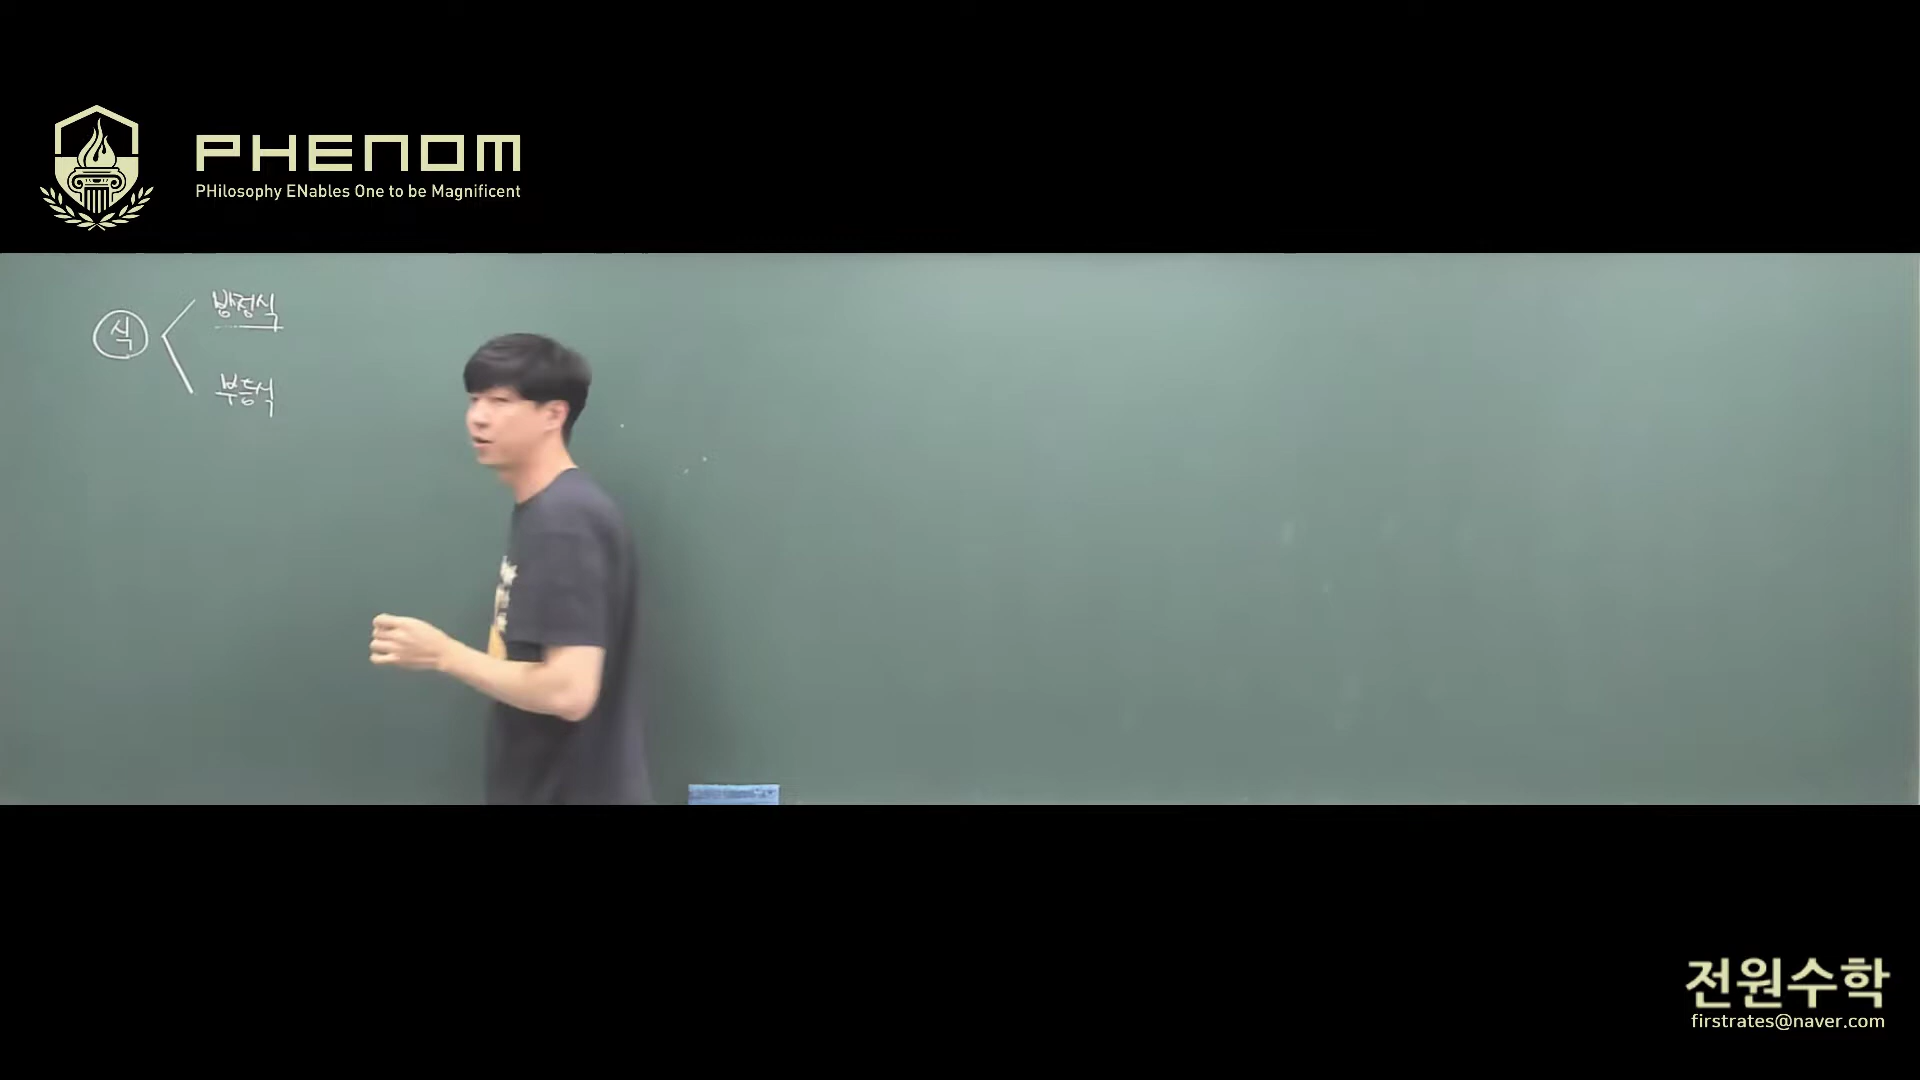 PHENOM
PHilosophy ENables One to be Magnificent
식
방정식
부등식
전원수학
firstrates@naver.com